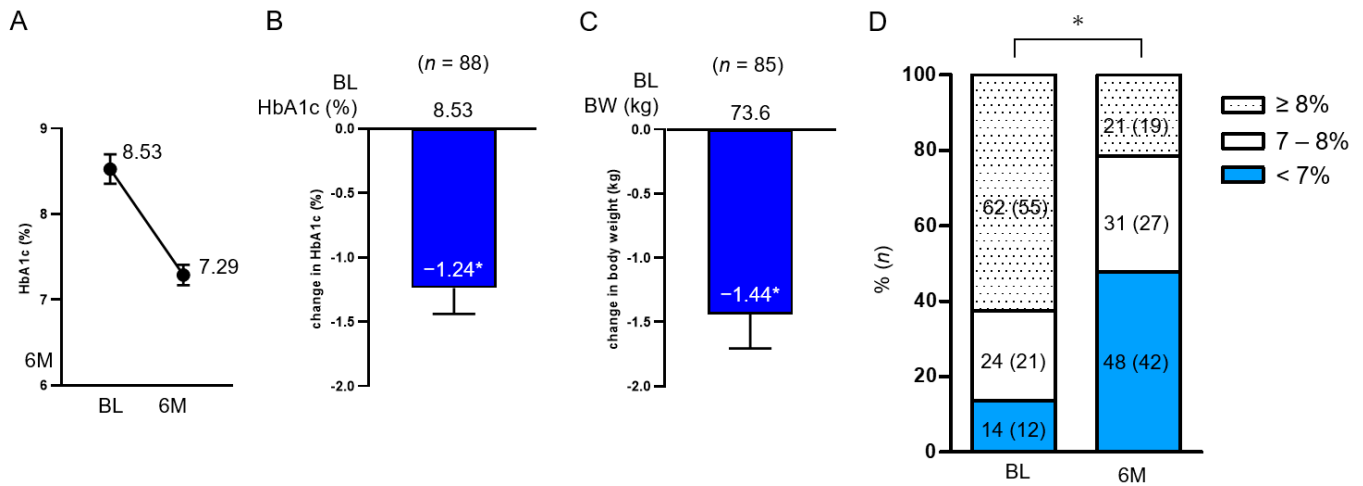 A
9
8.53
8
HbA1c (%)
7.29
7
6M
6
BL 6M
B
(n = 88)
BL
HbA1c (%)
8.53
0.0
-0.5
-1.0
-1.5
-2.0
change in HbA1c (%)
−1.24*
C
(n = 85)
BL
BW (kg)
73.6
0.0
-0.5
-1.0
-1.5
-2.0
change in body weight (kg)
−1.44*
D
*
100
80
60
40
20
0
% (n)
62 (55)
24 (21)
14 (12)
21 (19)
31 (27)
48 (42)
BL 6M
≥ 8%
7 – 8%
< 7%